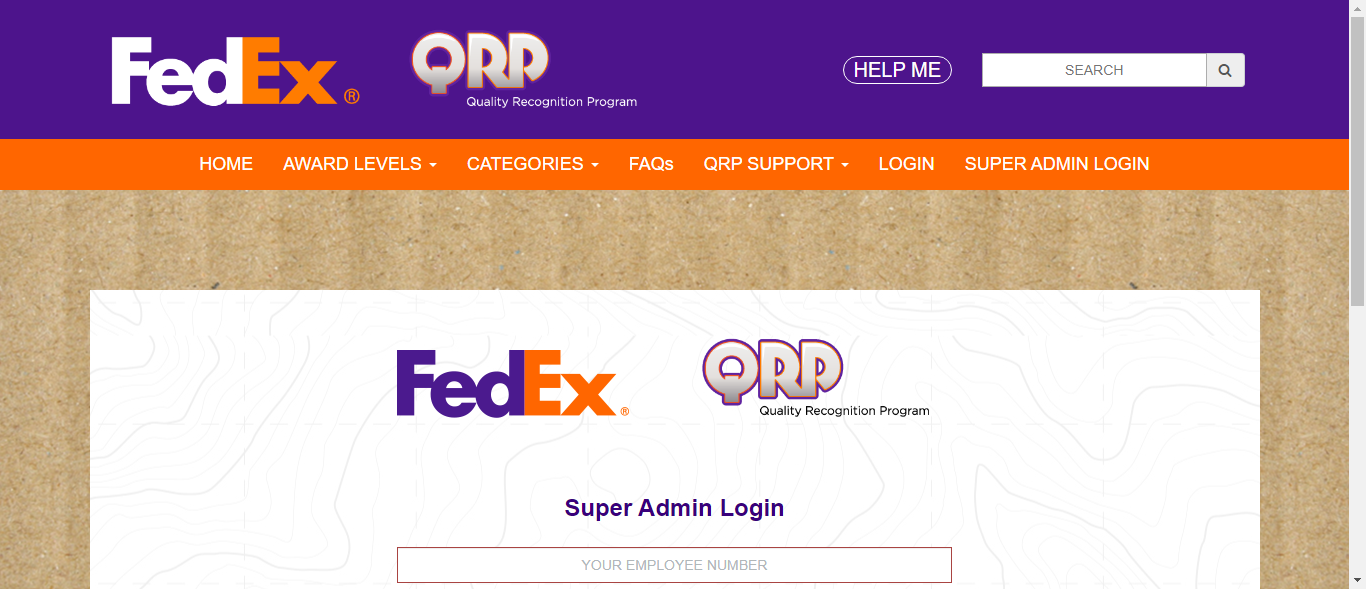 FedEx ®
QRP
Quality Recognition Program
HELP ME
SEARCH
HOME AWARD LEVELS CATEGORIES FAQs QRP SUPPORT LOGIN SUPER ADMIN LOGIN
FedEx ®
QRP
Quality Recognition Program
Super Admin Login
YOUR EMPLOYEE NUMBER